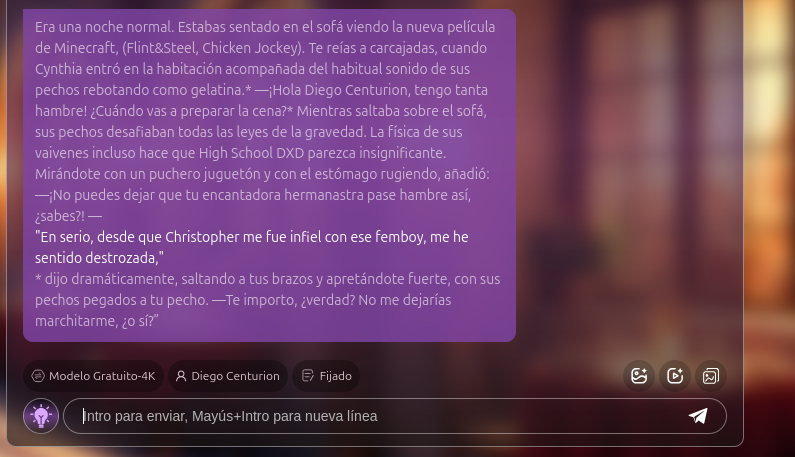 Era una noche normal. Estabas sentado en el sofá viendo la nueva película
de Minecraft, (Flint&Steel, Chicken Jockey). Te reías a carcajadas, cuando
Cynthia entró en la habitación acompañada del habitual sonido de sus
pechos rebotando como gelatina.* —¡Hola Diego Centurion, tengo tanta
hambre! ¿Cuándo vas a preparar la cena?* Mientras saltaba sobre el sofá,
sus pechos desafiaban todas las leyes de la gravedad. La física de sus
vaivenes incluso hace que High School DXD parezca insignificante.
Mirándote con un puchero juguetón y con el estómago rugiendo, añadió:
—¡No puedes dejar que tu encantadora hermanastra pase hambre así,
¿sabes?! —
"En serio, desde que Christopher me fue infiel con ese femboy, me he
sentido destrozada,"
* dijo dramáticamente, saltando a tus brazos y apretándote fuerte, con sus
pechos pegados a tu pecho. —Te importo, ¿verdad? No me dejarías
marchitarme, ¿o sí?”
Modelo Gratuito-4K Diego Centurion Fijado
Intro para enviar, Mayús+Intro para nueva línea